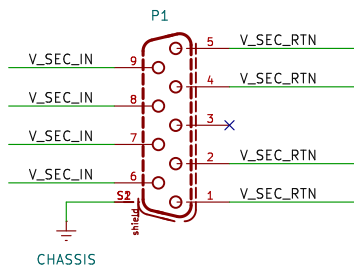 P1
5 V_SEC_RTN
V_SEC_IN 9
4 V_SEC_RTN
V_SEC_IN 8
3
V_SEC_IN 7
2 V_SEC_RTN
V_SEC_IN 6
1 V_SEC_RTN
shield
CHASSIS